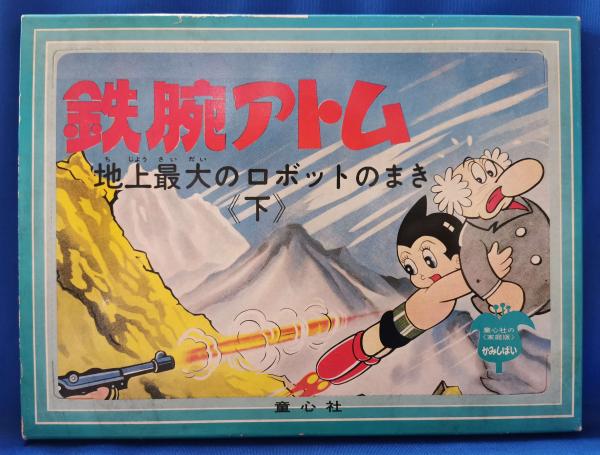 鉄腕アトム
ちじようさいだい
地上最大のロボットのまき
《下》
童心社の
〈家庭版〉
かみしばい
童心社